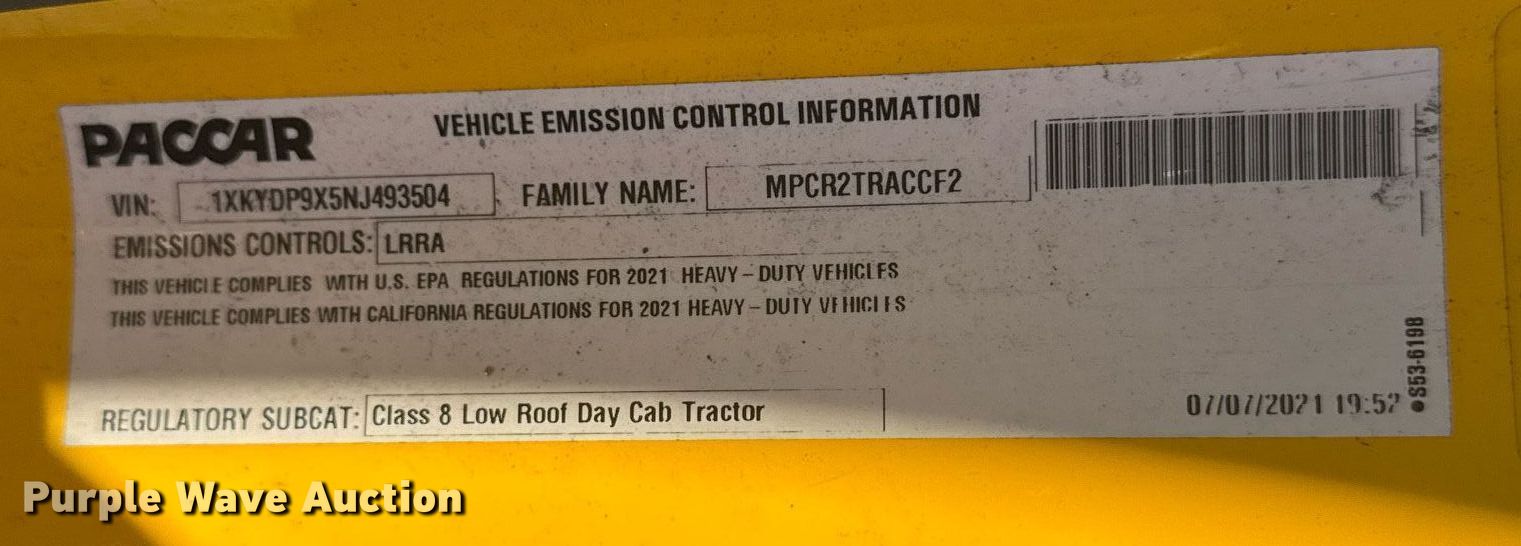 PACCAR
VEHICLE EMISSION CONTROL INFORMATION
VIN: 1XKYDP9X5NJ493504 FAMILY NAME: MPCR2TRACCF2
EMISSIONS CONTROLS: LRRA
THIS VEHICLE COMPLIES WITH U.S. EPA REGULATIONS FOR 2021 HEAVY-DUTY VEHICLES
THIS VEHICLE COMPLIES WITH CALIFORNIA REGULATIONS FOR 2021 HEAVY-DUTY VEHICLES
REGULATORY SUBCAT: Class 8 Low Roof Day Cab Tractor
07/07/2021 19:52
S53-6198
Purple Wave Auction